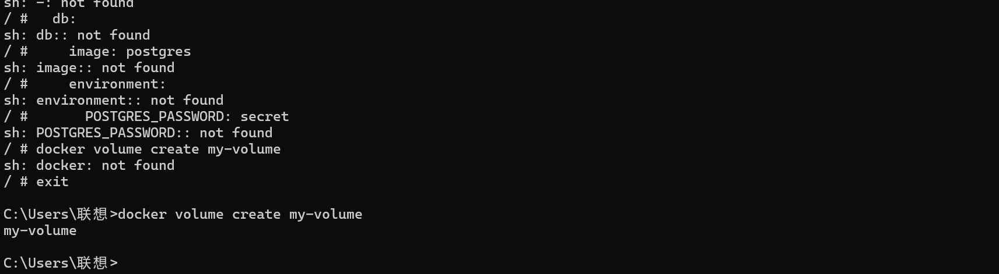 sh: -: not found
/ #   db:
sh: db:: not found
/ #     image: postgres
sh: image:: not found
/ #     environment:
sh: environment:: not found
/ #       POSTGRES_PASSWORD: secret
sh: POSTGRES_PASSWORD:: not found
/ # docker volume create my-volume
sh: docker: not found
/ # exit
C:\Users\联想>docker volume create my-volume
my-volume
C:\Users\联想>